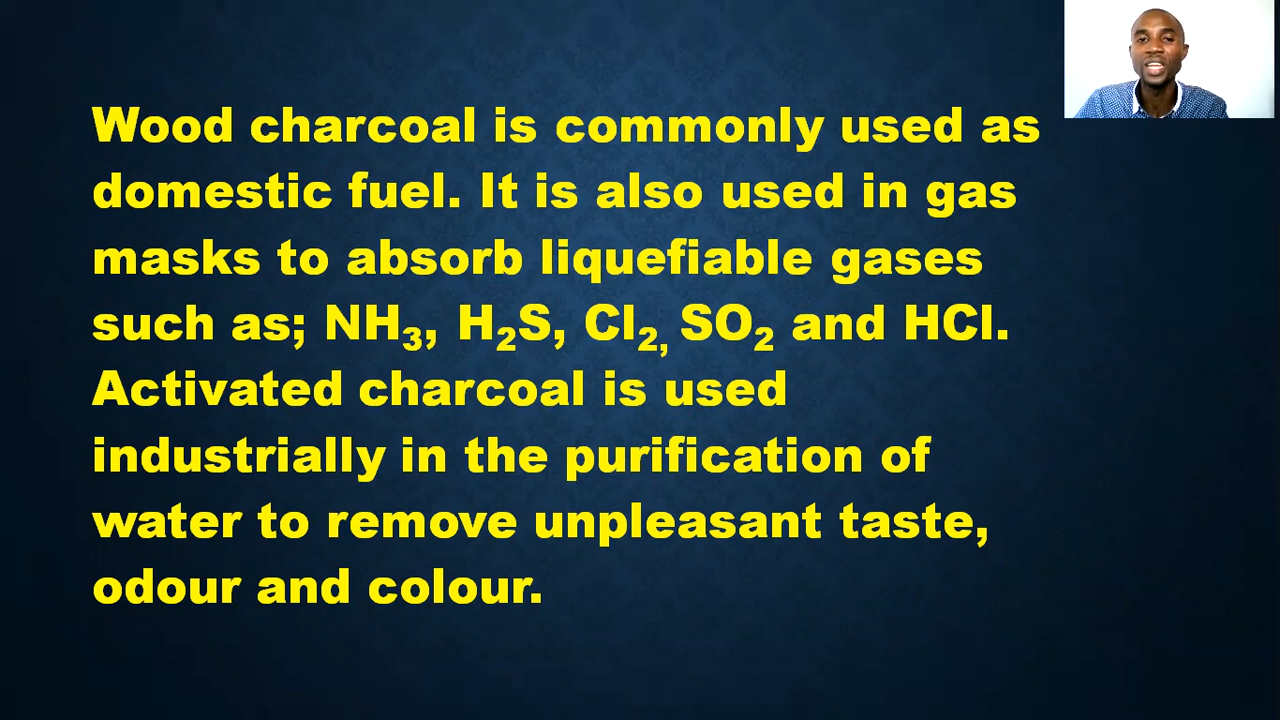 Wood charcoal is commonly used as
domestic fuel. It is also used in gas
masks to absorb liquefiable gases
such as; NH₃, H₂S, Cl₂, SO₂ and HCl.
Activated charcoal is used
industrially in the purification of
water to remove unpleasant taste,
odour and colour.